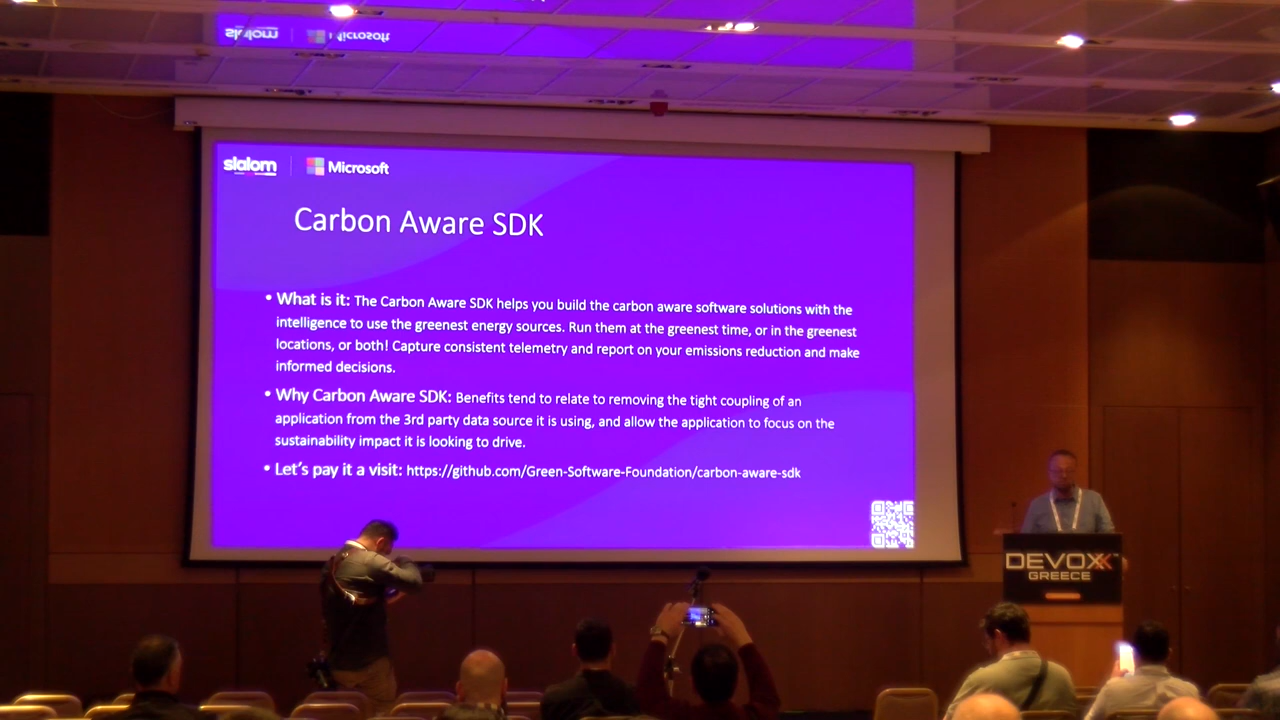 slalom | Microsoft
Carbon Aware SDK
• What is it: The Carbon Aware SDK helps you build the carbon aware software solutions with the
intelligence to use the greenest energy sources. Run them at the greenest time, or in the greenest
locations, or both! Capture consistent telemetry and report on your emissions reduction and make
informed decisions.
• Why Carbon Aware SDK: Benefits tend to relate to removing the tight coupling of an
application from the 3rd party data source it is using, and allow the application to focus on the
sustainability impact it is looking to drive.
• Let's pay it a visit: https://github.com/Green-Software-Foundation/carbon-aware-sdk
DEVOXX
GREECE